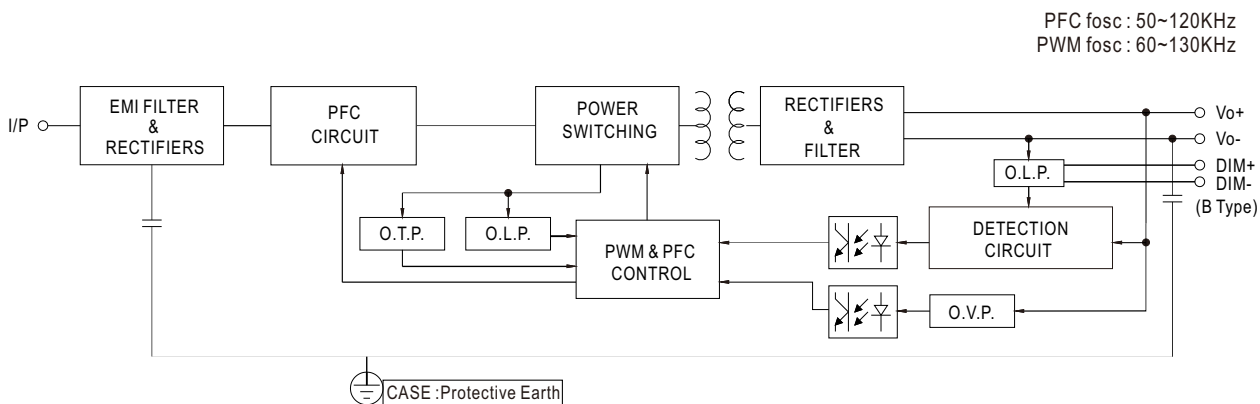 PFC fosc : 50~120KHz
PWM fosc : 60~130KHz
I/P
EMI FILTER
&
RECTIFIERS
PFC
CIRCUIT
POWER
SWITCHING
RECTIFIERS
&
FILTER
Vo+
Vo-
DIM+
DIM-
(B Type)
O.L.P.
O.T.P.
O.L.P.
PWM & PFC
CONTROL
DETECTION
CIRCUIT
O.V.P.
CASE :Protective Earth